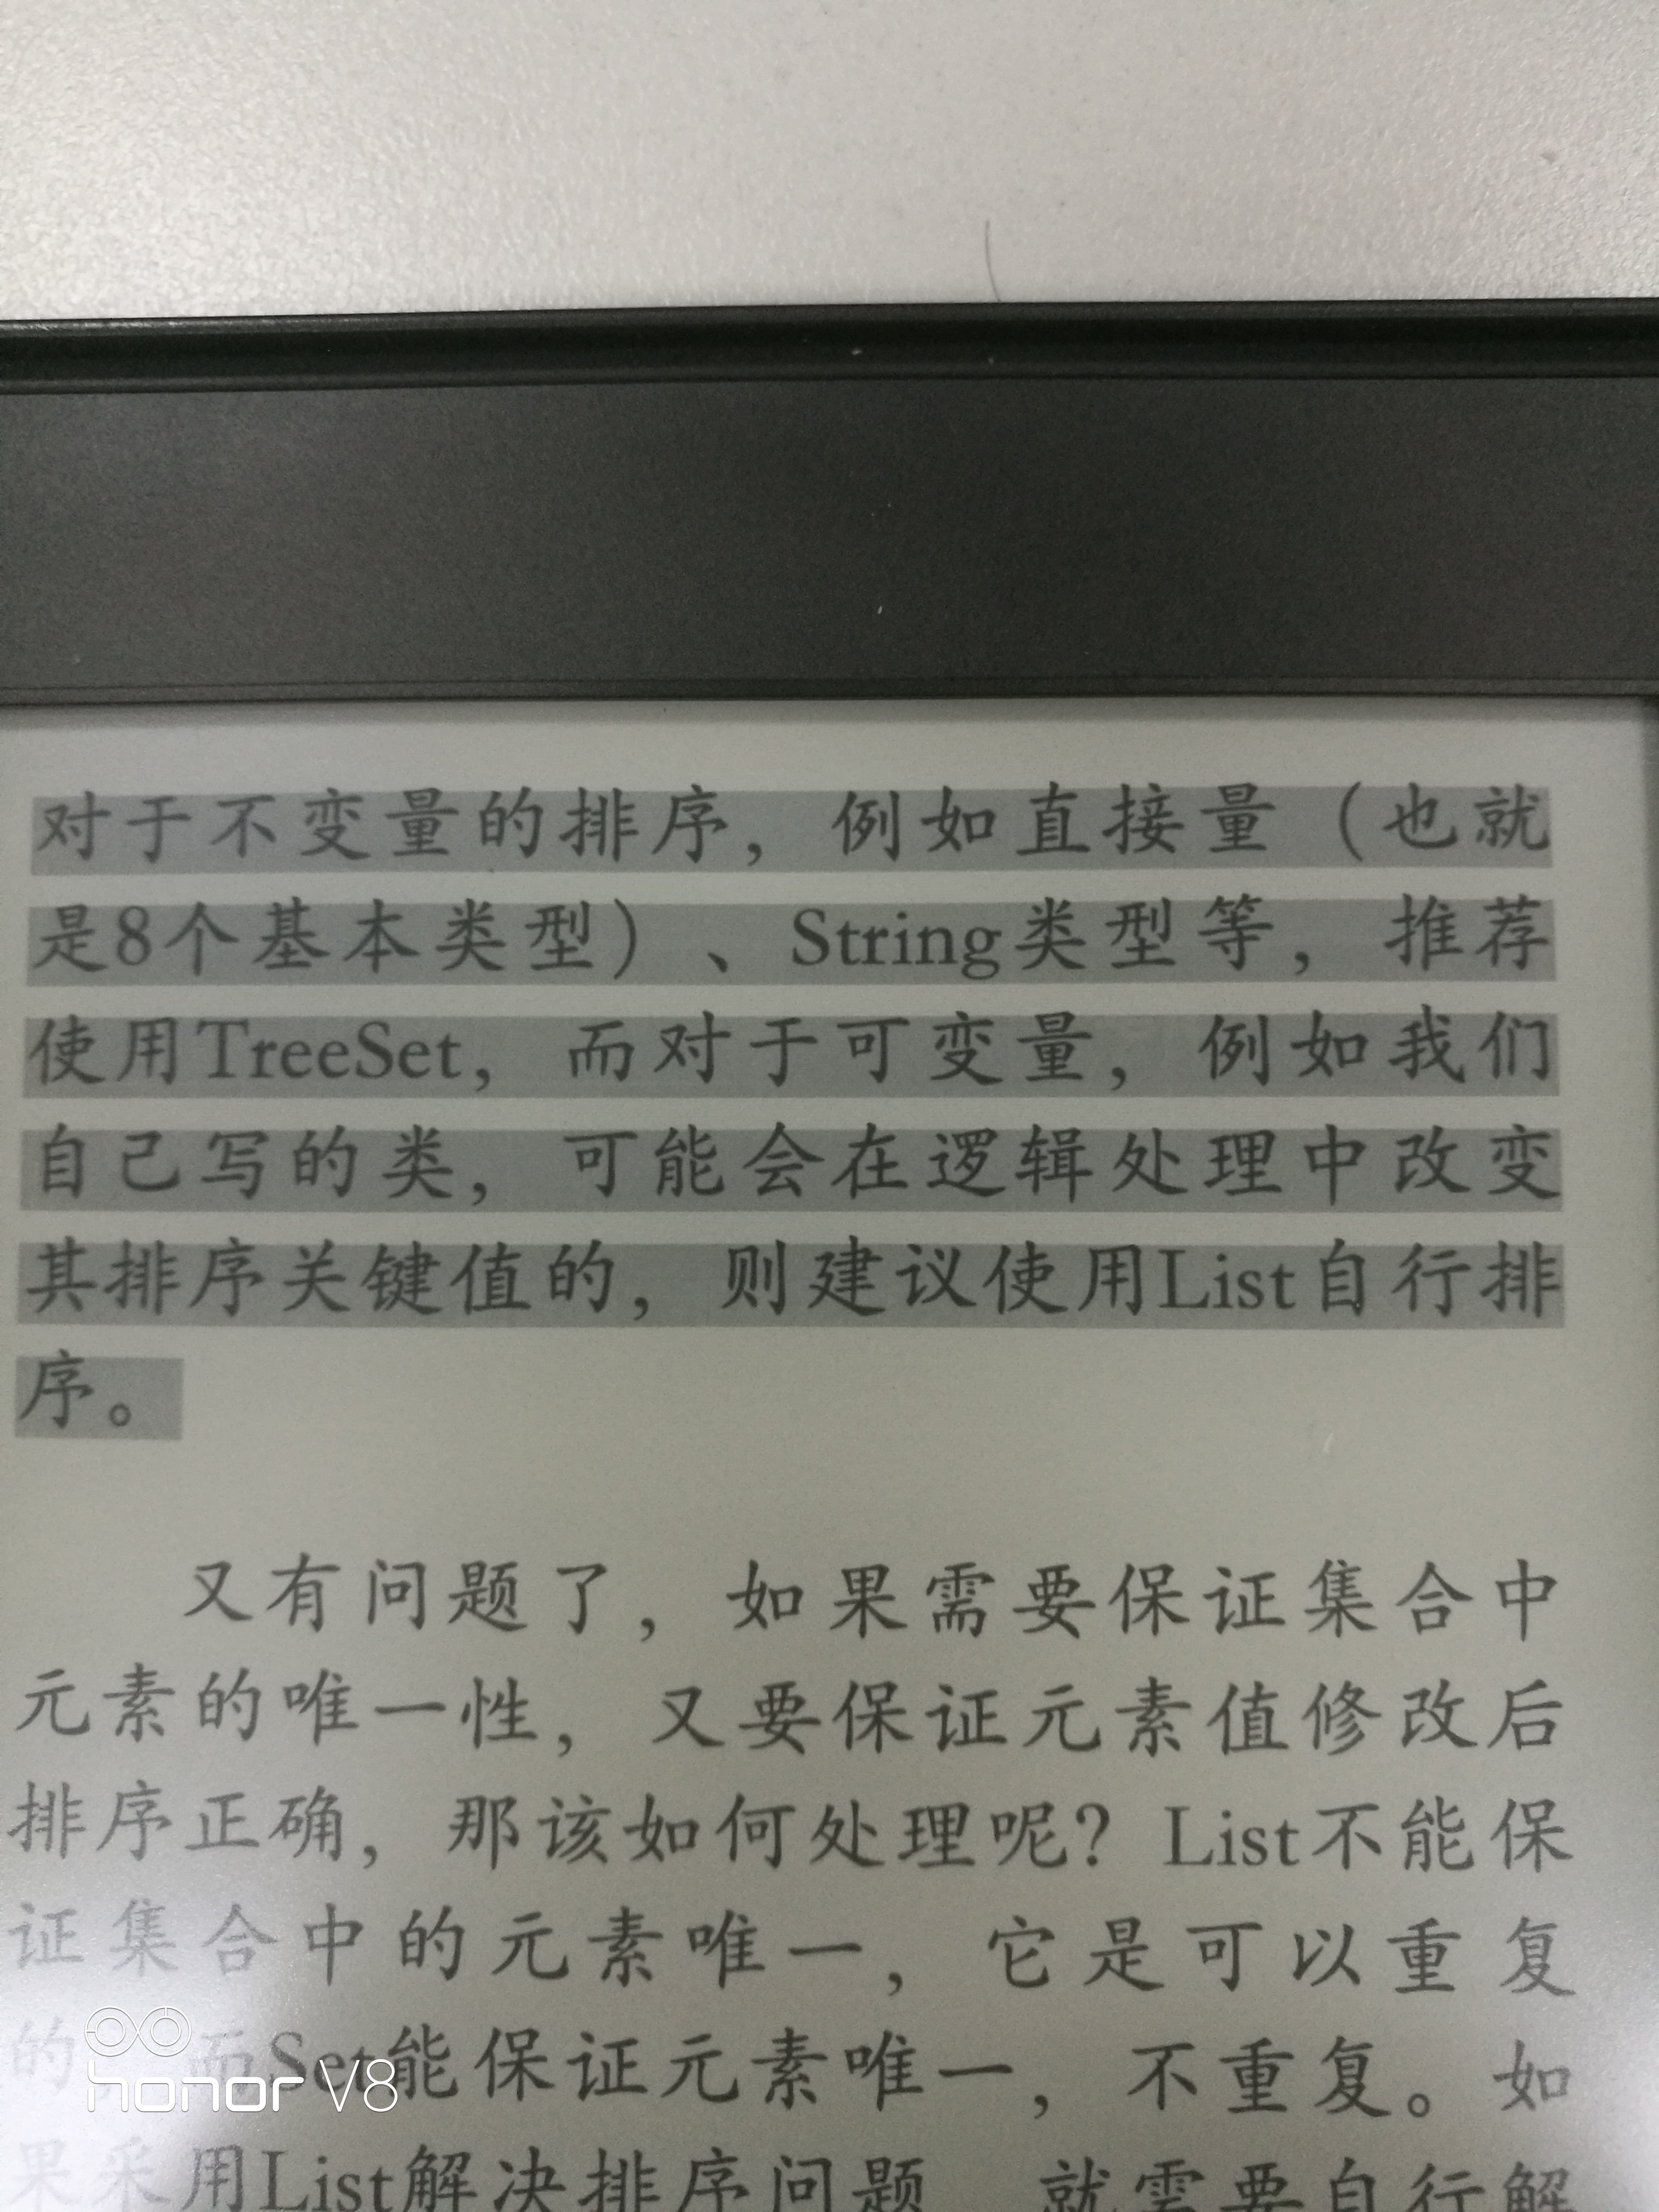 对于不变量的排序，例如直接量（也就
是8个基本类型）、String类型等，推荐
使用TreeSet，而对于可变量，例如我们
自己写的类，可能会在逻辑处理中改变
其排序关键值的，则建议使用List自行排
序。
又有问题了，如果需要保证集合中
元素的唯一性，又要保证元素值修改后
排序正确，那该如何处理呢？List不能保
证集合中的元素唯一，它是可以重复
的，而Set能保证元素唯一，不重复。如
果采用List解决排序问题，就需要自行解
honor V8